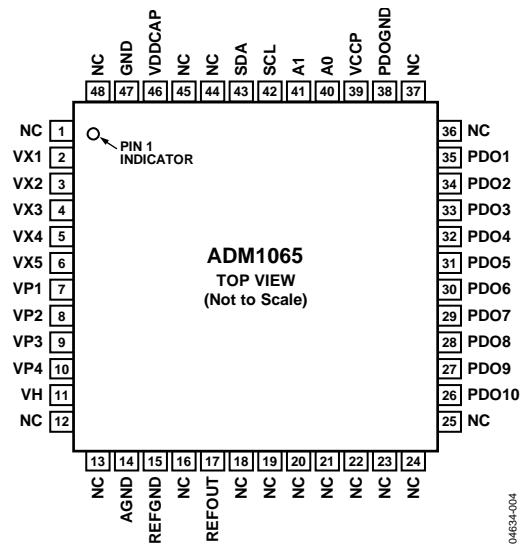 NC GND VDDCAP NC NC SDA SCL A1 A0 VCCP PDOGND NC
48 47 46 45 44 43 42 41 40 39 38 37
NC 1
VX1 2
VX2 3
VX3 4
VX4 5
VX5 6
VP1 7
VP2 8
VP3 9
VP4 10
VH 11
NC 12
PIN 1
INDICATOR
ADM1065
TOP VIEW
(Not to Scale)
36 NC
35 PDO1
34 PDO2
33 PDO3
32 PDO4
31 PDO5
30 PDO6
29 PDO7
28 PDO8
27 PDO9
26 PDO10
25 NC
13 14 15 16 17 18 19 20 21 22 23 24
NC AGND REFGND NC REFOUT NC NC NC NC NC NC NC
04634-004